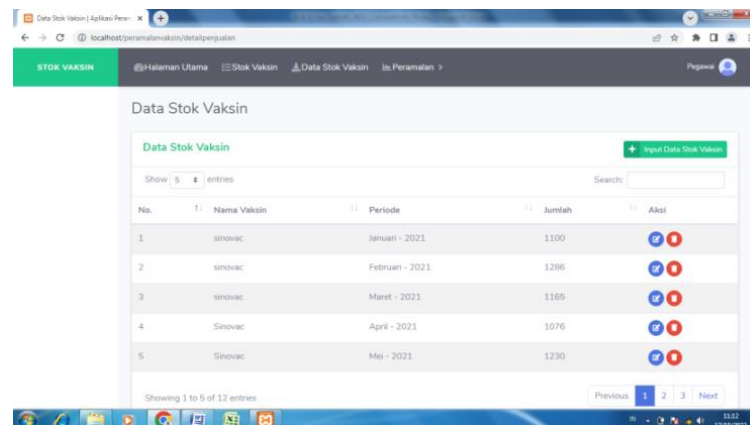 Data Stok Vaksin | Aplikasi Peram
localhost/peramalanvaksin/detailpenjualan
STOK VAKSIN Halaman Utama Stok Vaksin Data Stok Vaksin Peramalan > Pegawai
Data Stok Vaksin
Data Stok Vaksin + Input Data Stok Vaksin
Show 5 entries Search:
No. Nama Vaksin Periode Jumlah Aksi
1 sinovac Januari - 2021 1100
2 sinovac Februari - 2021 1286
3 sinovac Maret - 2021 1165
4 Sinovac April - 2021 1076
5 Sinovac Mei - 2021 1230
Showing 1 to 5 of 12 entries Previous 1 2 3 Next
11:12